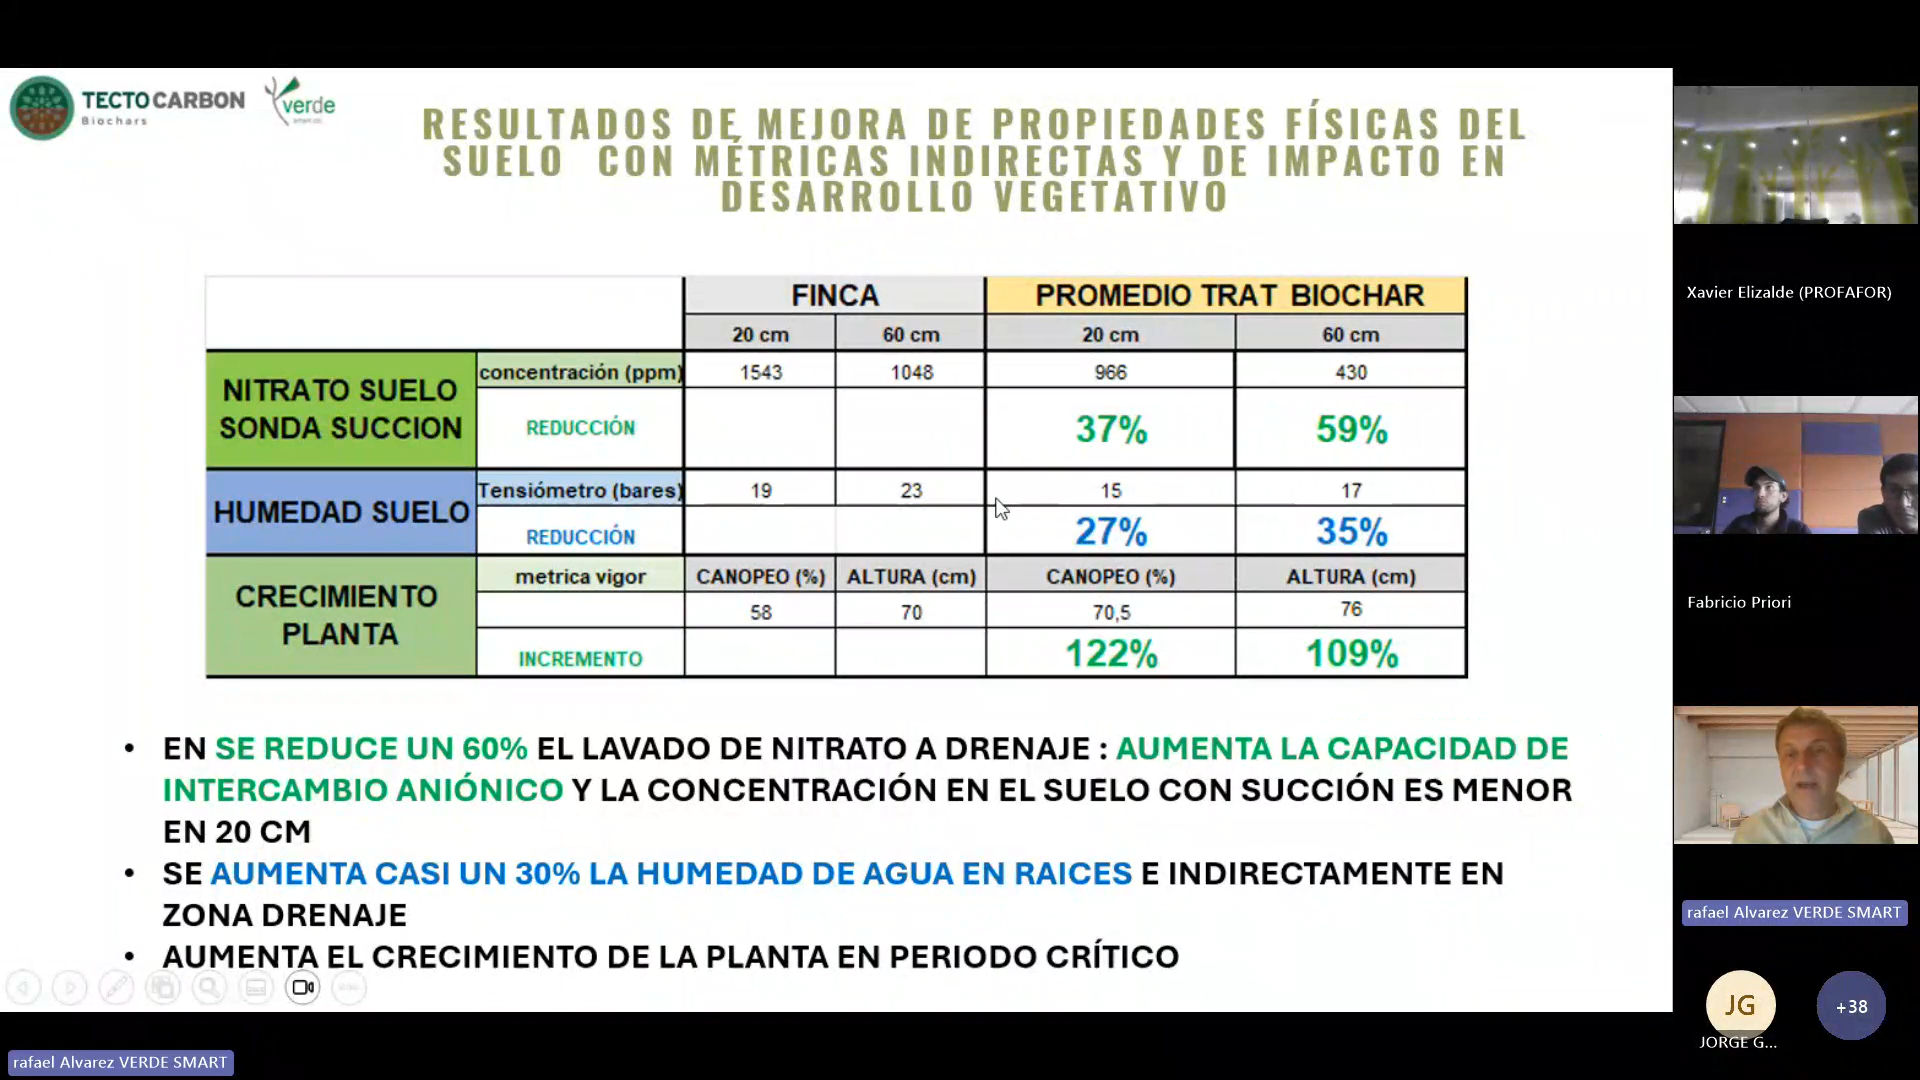 TECTO CARBON
Biochars
verde
RESULTADOS DE MEJORA DE PROPIEDADES FÍSICAS DEL
SUELO CON MÉTRICAS INDIRECTAS Y DE IMPACTO EN
DESARROLLO VEGETATIVO
FINCA PROMEDIO TRAT BIOCHAR
20 cm 60 cm 20 cm 60 cm
NITRATO SUELO
SONDA SUCCION
concentración (ppm) 1543 1048 966 430
REDUCCIÓN 37% 59%
HUMEDAD SUELO
Tensiómetro (bares) 19 23 15 17
REDUCCIÓN 27% 35%
CRECIMIENTO
PLANTA
metrica vigor CANOPEO (%) ALTURA (cm) CANOPEO (%) ALTURA (cm)
58 70 70,5 76
INCREMENTO 122% 109%
• EN SE REDUCE UN 60% EL LAVADO DE NITRATO A DRENAJE : AUMENTA LA CAPACIDAD DE
INTERCAMBIO ANIÓNICO Y LA CONCENTRACIÓN EN EL SUELO CON SUCCIÓN ES MENOR
EN 20 CM
• SE AUMENTA CASI UN 30% LA HUMEDAD DE AGUA EN RAICES E INDIRECTAMENTE EN
ZONA DRENAJE
• AUMENTA EL CRECIMIENTO DE LA PLANTA EN PERIODO CRÍTICO
rafael Alvarez VERDE SMART
Xavier Elizalde (PROFAFOR)
Fabricio Priori
rafael Alvarez VERDE SMART
JG
JORGE G...
+38